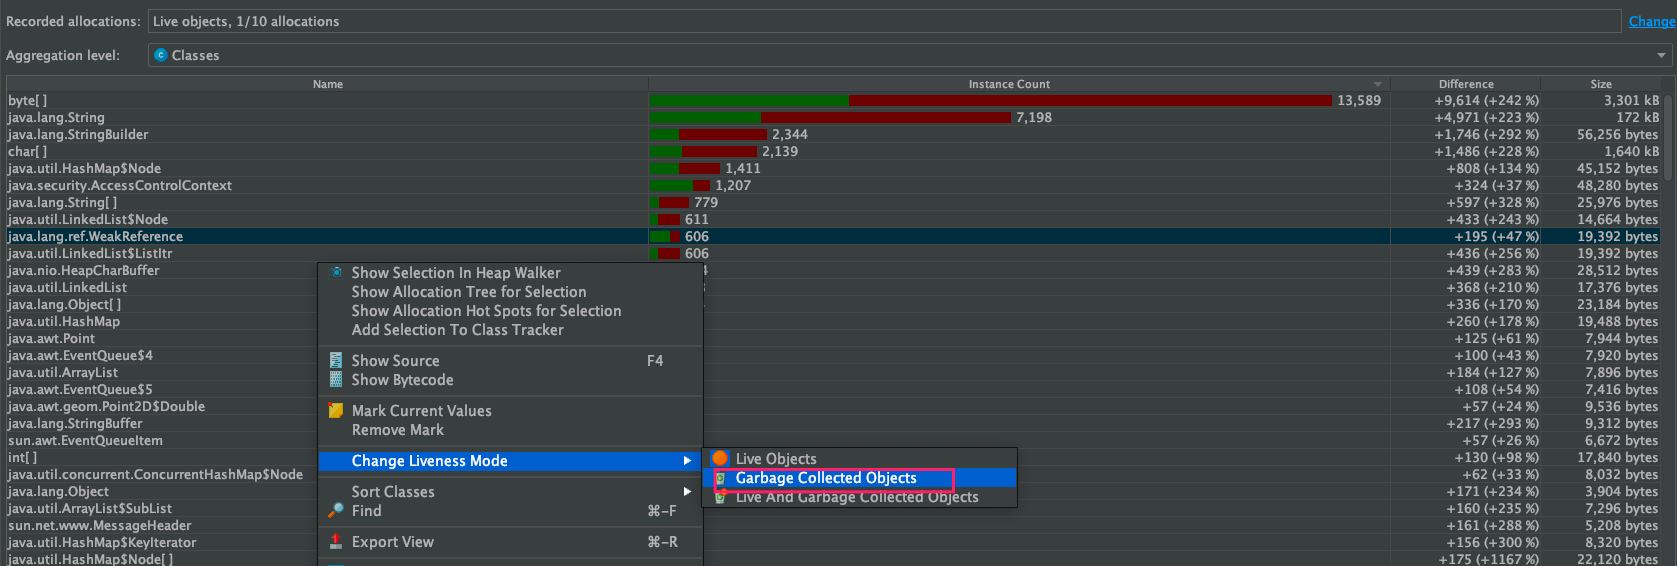 Recorded allocations: Live objects, 1/10 allocations Change
Aggregation level: Classes
Name Instance Count Difference Size
byte[] 13,589 +9,614 (+242 %) 3,301 kB
java.lang.String 7,198 +4,971 (+223 %) 172 kB
java.lang.StringBuilder 2,344 +1,746 (+292 %) 56,256 bytes
char[] 2,139 +1,486 (+228 %) 1,640 kB
java.util.HashMap$Node 1,411 +808 (+134 %) 45,152 bytes
java.security.AccessControlContext 1,207 +324 (+37 %) 48,280 bytes
java.lang.String[] 779 +597 (+328 %) 25,976 bytes
java.util.LinkedList$Node 611 +433 (+243 %) 14,664 bytes
java.lang.ref.WeakReference 606 +195 (+47 %) 19,392 bytes
java.util.LinkedList$ListItr 606 +436 (+256 %) 19,392 bytes
java.nio.HeapCharBuffer +439 (+283 %) 28,512 bytes
java.util.LinkedList +368 (+210 %) 17,376 bytes
java.lang.Object[] +336 (+170 %) 23,184 bytes
java.util.HashMap +260 (+178 %) 19,488 bytes
java.awt.Point +125 (+61 %) 7,944 bytes
java.awt.EventQueue$4 +100 (+43 %) 7,920 bytes
java.util.ArrayList +184 (+127 %) 7,896 bytes
java.awt.EventQueue$5 +108 (+54 %) 7,416 bytes
java.awt.geom.Point2D$Double +57 (+24 %) 9,536 bytes
java.lang.StringBuffer +217 (+293 %) 9,312 bytes
sun.awt.EventQueueItem +57 (+26 %) 6,672 bytes
int[] +130 (+98 %) 17,840 bytes
java.util.concurrent.ConcurrentHashMap$Node +62 (+33 %) 8,032 bytes
java.lang.Object +171 (+234 %) 3,904 bytes
java.util.ArrayList$SubList +160 (+235 %) 7,296 bytes
sun.net.www.MessageHeader +161 (+288 %) 5,208 bytes
java.util.HashMap$KeyIterator +156 (+300 %) 8,320 bytes
java.util.HashMap$Node[] +175 (+1167 %) 22,120 bytes
Show Selection In Heap Walker
Show Allocation Tree for Selection
Show Allocation Hot Spots for Selection
Add Selection To Class Tracker
Show Source F4
Show Bytecode
Mark Current Values
Remove Mark
Change Liveness Mode
Sort Classes
Find ⌘-F
Export View ⌘-R
Live Objects
Garbage Collected Objects
Live And Garbage Collected Objects